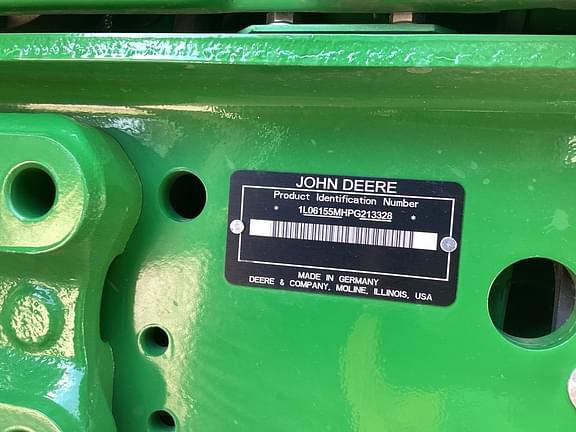 JOHN DEERE
Product Identification Number
* 1L06155MHPG213328 *
MADE IN GERMANY
DEERE & COMPANY, MOLINE, ILLINOIS, USA